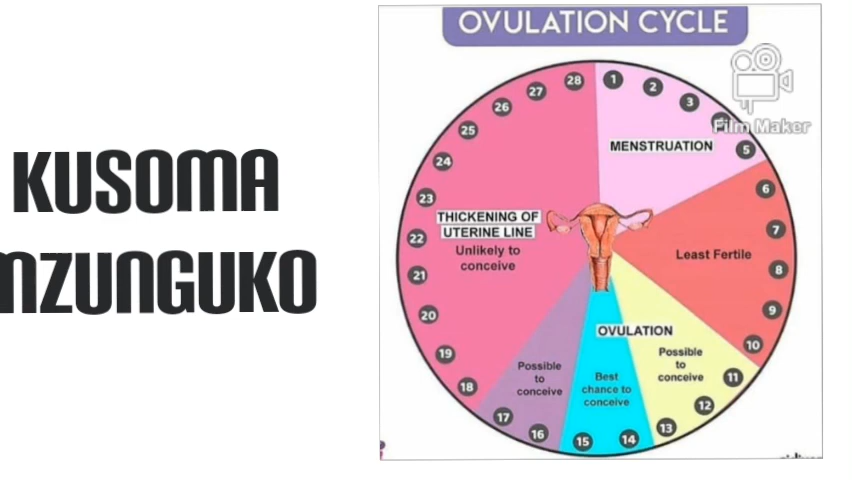 KUSOMA
MZUNGUKO
OVULATION CYCLE
Film Maker
28
1
2
3
5
6
7
8
9
10
11
12
13
14
15
16
17
18
19
20
21
22
23
24
25
26
27
MENSTRUATION
Least Fertile
THICKENING OF
UTERINE LINE
Unlikely to
conceive
OVULATION
Possible
to
conceive
Best
chance to
conceive
Possible
to
conceive